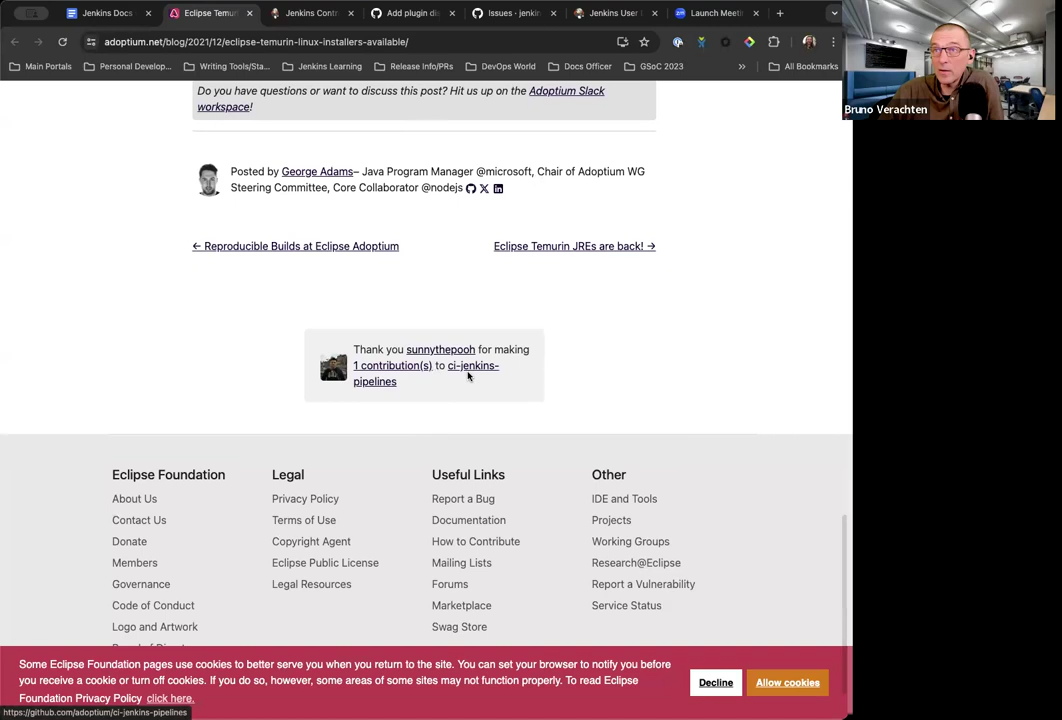 Jenkins Docs
Eclipse Temuri
Jenkins Contr
Add plugin di
Issues · jenkin
Jenkins User
Launch Meeti
adoptium.net/blog/2021/12/eclipse-temurin-linux-installers-available/
Main Portals
Personal Develop...
Writing Tools/Sta...
Jenkins Learning
Release Info/PRs
DevOps World
Docs Officer
GSoC 2023
»
All Bookmarks
Bruno Verachten
Do you have questions or want to discuss this post? Hit us up on the Adoptium Slack
workspace!
Posted by George Adams– Java Program Manager @microsoft, Chair of Adoptium WG
Steering Committee, Core Collaborator @nodejs
← Reproducible Builds at Eclipse Adoptium
Eclipse Temurin JREs are back! →
Thank you sunnythepooh for making
1 contribution(s) to ci-jenkins-
pipelines
Eclipse Foundation
About Us
Contact Us
Donate
Members
Governance
Code of Conduct
Logo and Artwork
Legal
Privacy Policy
Terms of Use
Copyright Agent
Eclipse Public License
Legal Resources
Useful Links
Report a Bug
Documentation
How to Contribute
Mailing Lists
Forums
Marketplace
Swag Store
Other
IDE and Tools
Projects
Working Groups
Research@Eclipse
Report a Vulnerability
Service Status
Some Eclipse Foundation pages use cookies to better serve you when you return to the site. You can set your browser to notify you before
you receive a cookie or turn off cookies. If you do so, however, some areas of some sites may not function properly. To read Eclipse
Foundation Privacy Policy click here.
Decline
Allow cookies
https://github.com/adoptium/ci-jenkins-pipelines